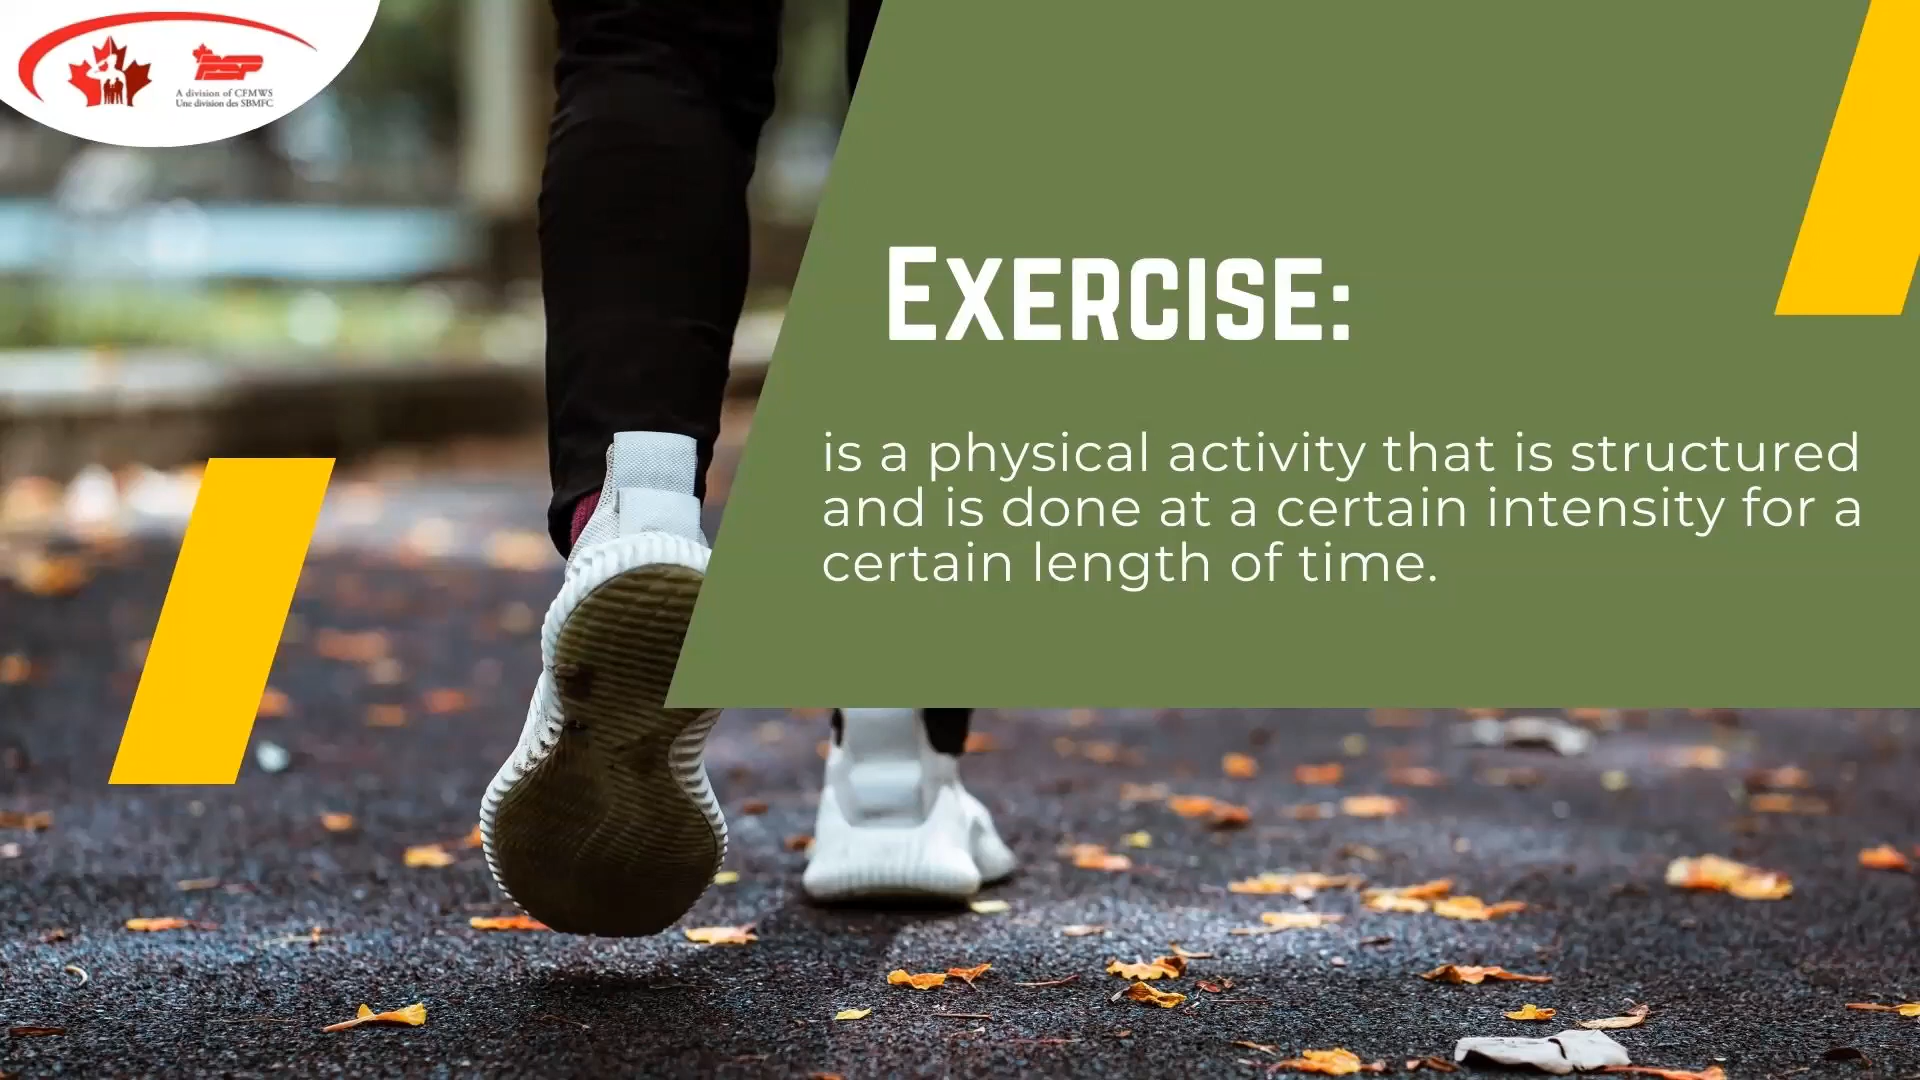 PSP
A division of CFMWS
Une division des SBMFC
EXERCISE:
is a physical activity that is structured
and is done at a certain intensity for a
certain length of time.